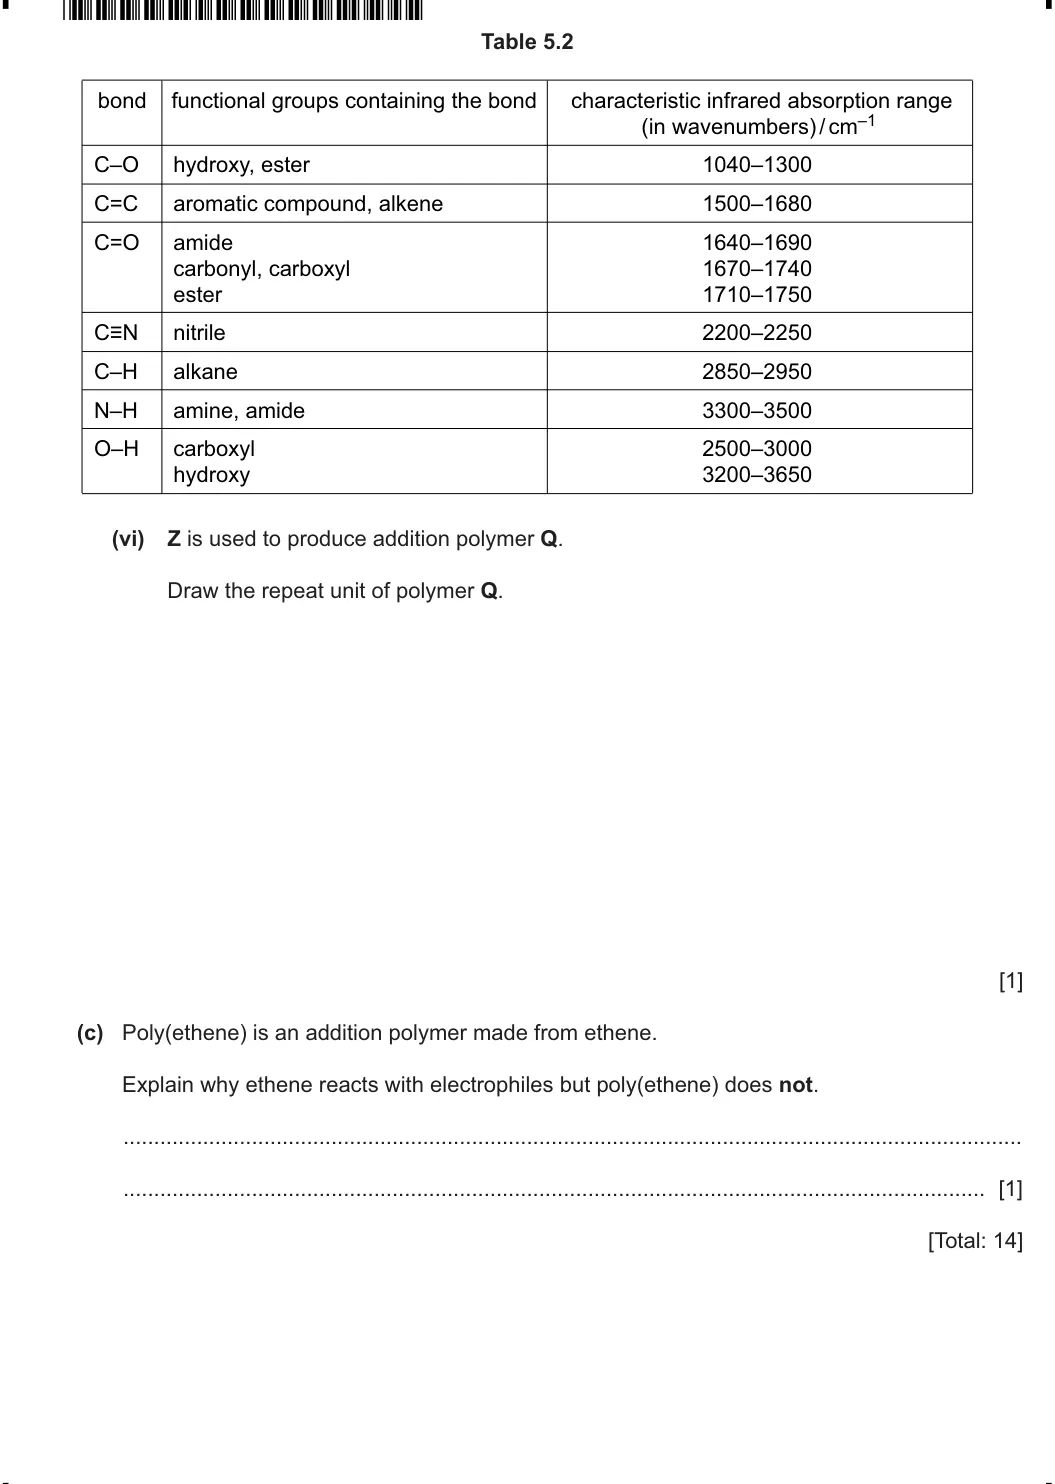 Table 5.2
bond functional groups containing the bond characteristic infrared absorption range
(in wavenumbers) / cm⁻¹
C–O hydroxy, ester 1040–1300
C=C aromatic compound, alkene 1500–1680
C=O amide 1640–1690
carbonyl, carboxyl 1670–1740
ester 1710–1750
C≡N nitrile 2200–2250
C–H alkane 2850–2950
N–H amine, amide 3300–3500
O–H carboxyl 2500–3000
hydroxy 3200–3650
(vi) Z is used to produce addition polymer Q.
Draw the repeat unit of polymer Q.
[1]
(c) Poly(ethene) is an addition polymer made from ethene.
Explain why ethene reacts with electrophiles but poly(ethene) does not.
..................................................................................................................................................
............................................................................................................................................ [1]
[Total: 14]